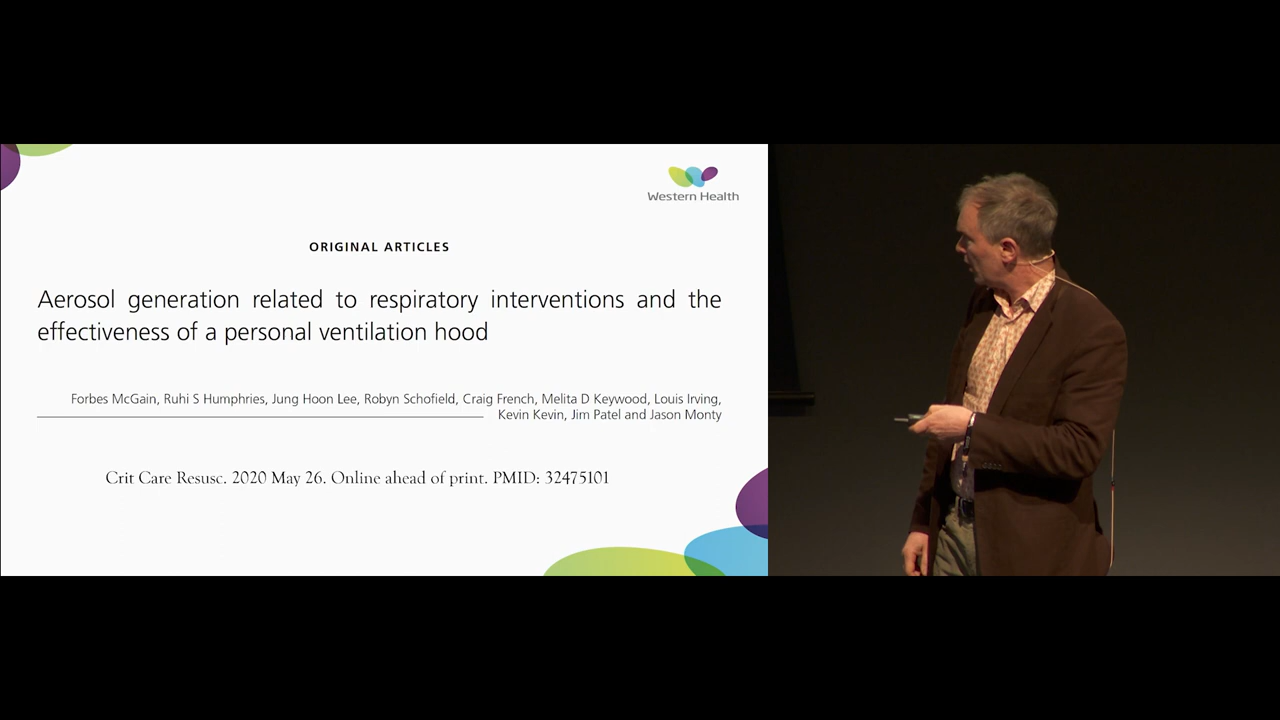 Western Health
ORIGINAL ARTICLES
Aerosol generation related to respiratory interventions and the
effectiveness of a personal ventilation hood
Forbes McGain, Ruhi S Humphries, Jung Hoon Lee, Robyn Schofield, Craig French, Melita D Keywood, Louis Irving,
Kevin Kevin, Jim Patel and Jason Monty
Crit Care Resusc. 2020 May 26. Online ahead of print. PMID: 32475101